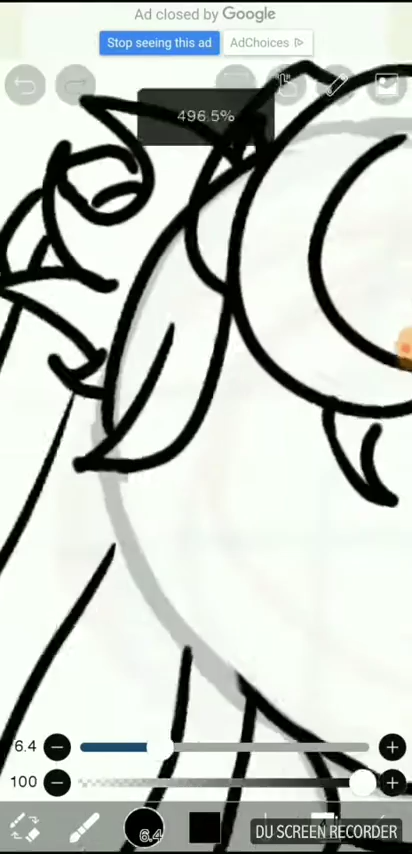 Ad closed by Google
Stop seeing this ad
AdChoices
496.5%
6.4
100
6.4
DU SCREEN RECORDER